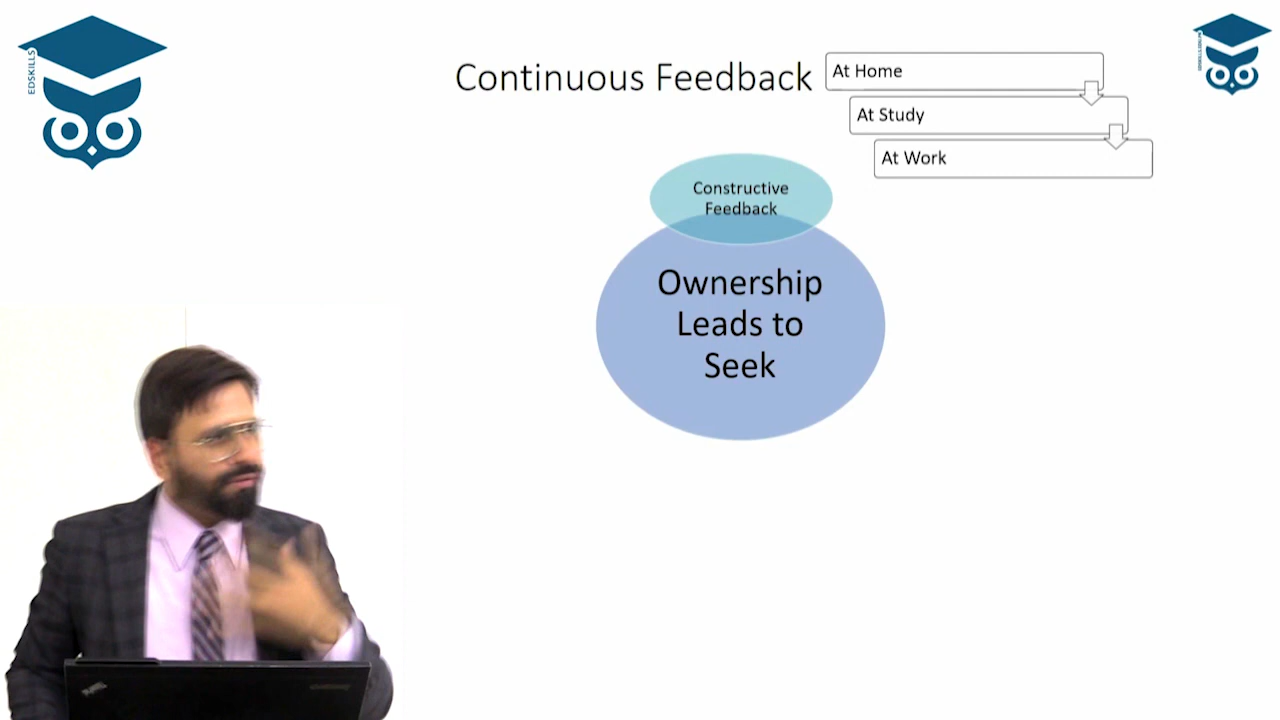 EDSKILLS
Continuous Feedback
At Home
At Study
At Work
Constructive
Feedback
Ownership
Leads to
Seek